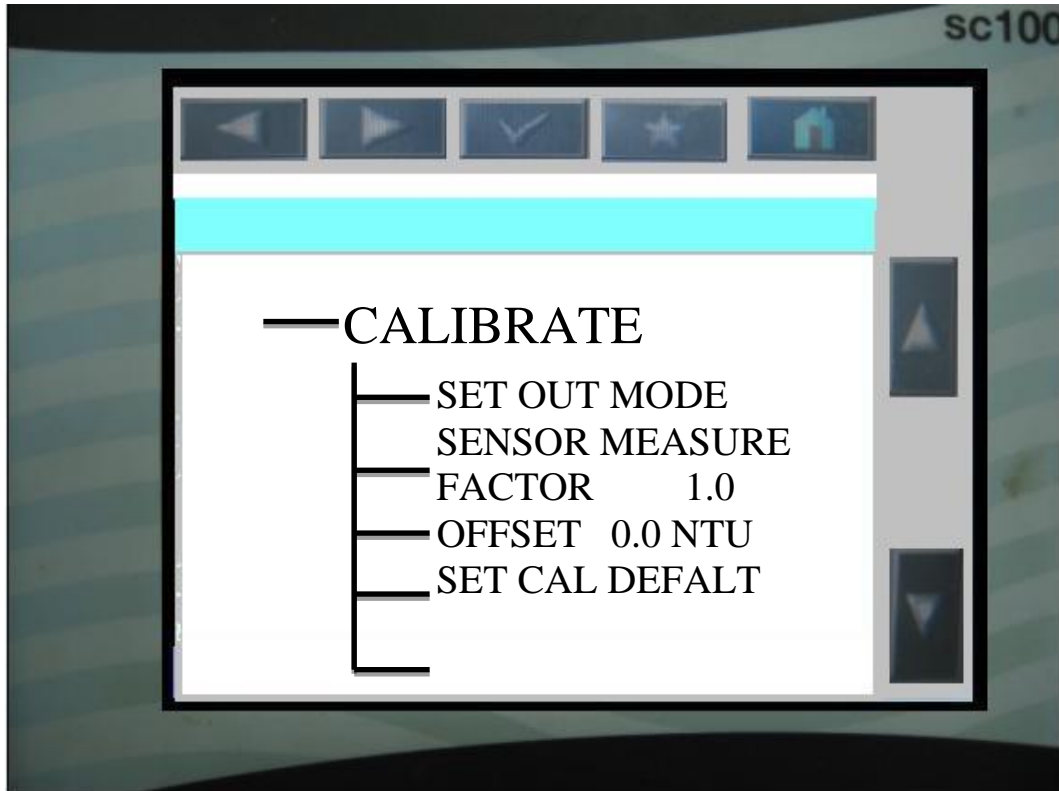 sc100
CALIBRATE
SET OUT MODE
SENSOR MEASURE
FACTOR 1.0
OFFSET 0.0 NTU
SET CAL DEFALT